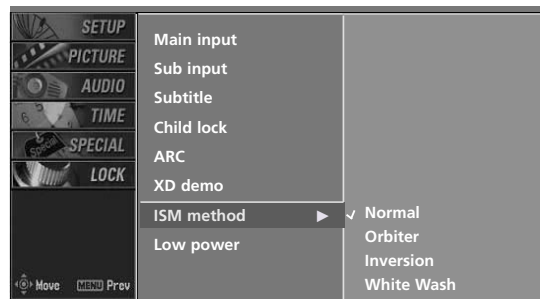 SETUP
PICTURE
AUDIO
TIME
SPECIAL
LOCK
Move MENU Prev
Main input
Sub input
Subtitle
Child lock
ARC
XD demo
ISM method ▶
Low power
✓ Normal
Orbiter
Inversion
White Wash